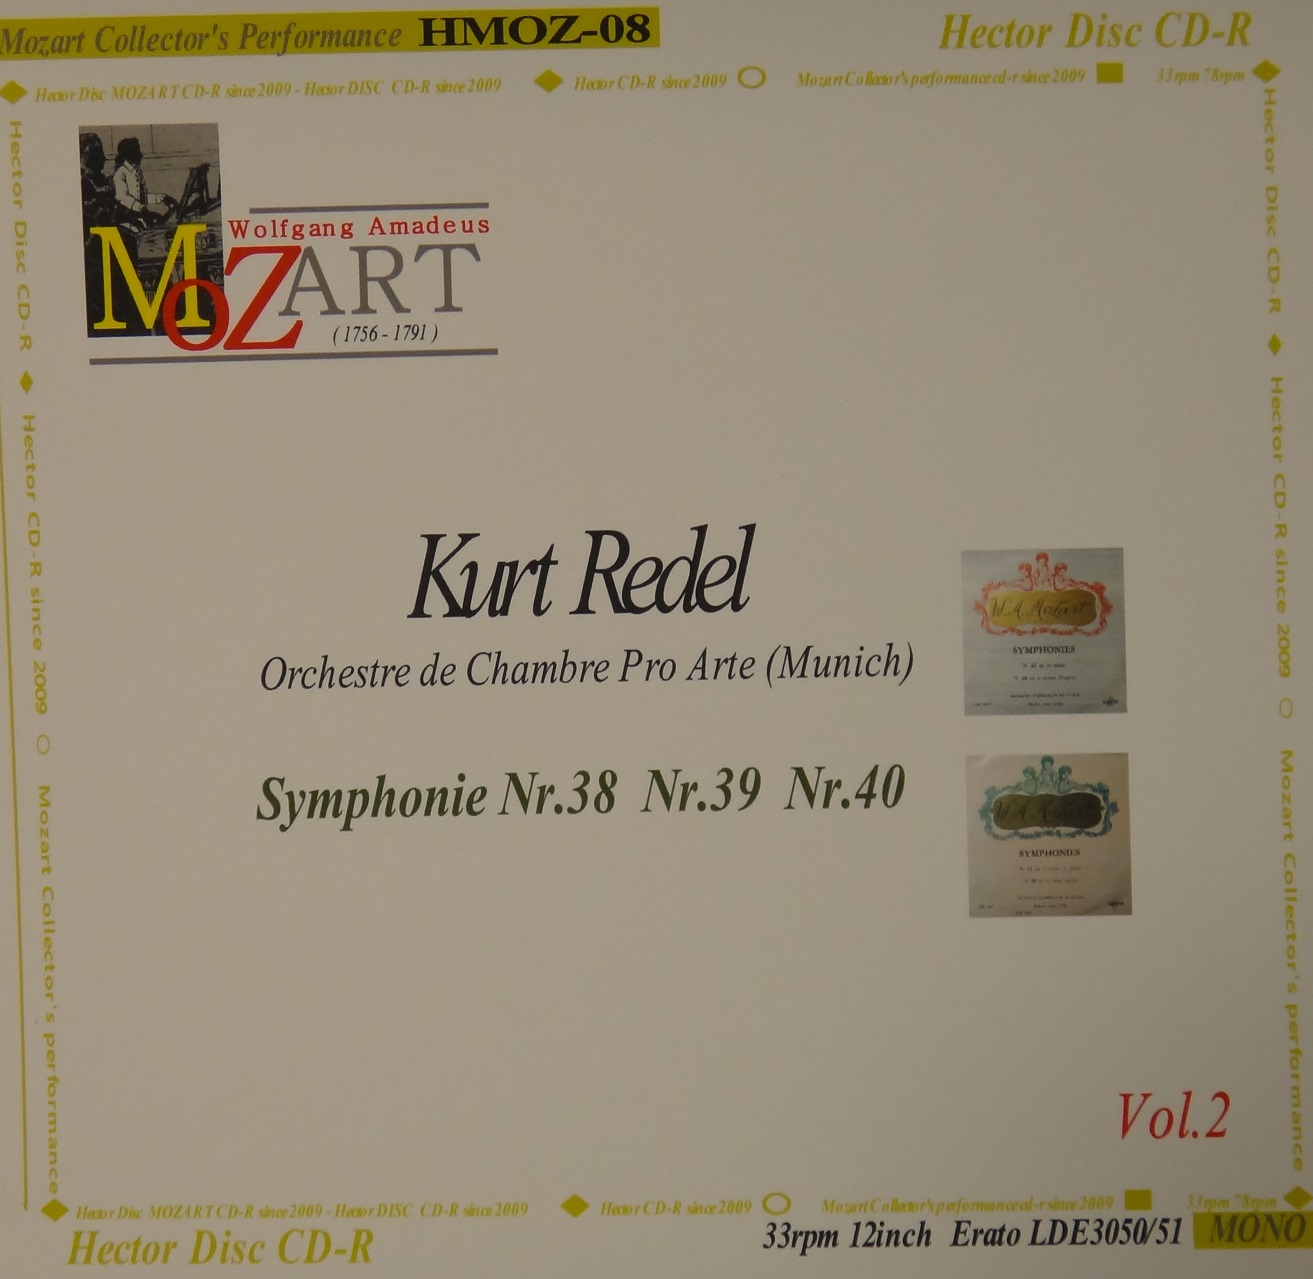 Mozart Collector's Performance HMOZ-08
Hector Disc CD-R
Hector Disc MOZART CD-R since 2009 - Hector DISC CD-R since 2009
Hector CD-R since 2009
Mozart Collector's performance cd-r since 2009
33rpm 78rpm
Hector Disc CD-R
Hector CD-R since 2009
Mozart Collector's performance
Hector Disc CD-R
Hector CD-R since 2009
Mozart Collector's performance
Wolfgang Amadeus
MOZART
( 1756 - 1791 )
Kurt Redel
Orchestre de Chambre Pro Arte (Munich)
W.A. Mozart
SYMPHONIES
Symphonie Nr.38 Nr.39 Nr.40
W.A. Mozart
SYMPHONIES
Vol.2
Hector Disc MOZART CD-R since 2009 - Hector DISC CD-R since 2009
Hector CD-R since 2009
Mozart Collector's performance cd-r since 2009
33rpm 78rpm
Hector Disc CD-R
33rpm 12inch Erato LDE3050/51 MONO